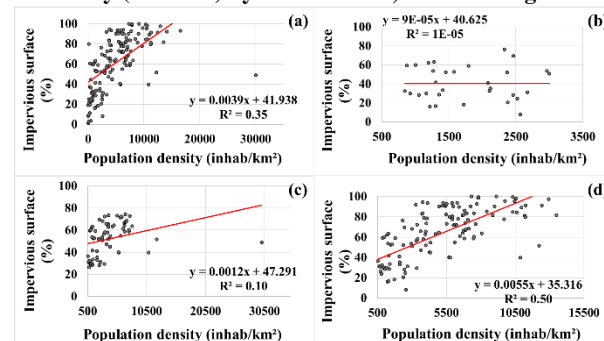 (a)
Impervious surface (%)
100
80
60
40
20
0
y = 0.0039x + 41.938
R² = 0.35
0 10000 20000 30000
Population density (inhab/km²)
(b)
Impervious surface (%)
y = 9E-05x + 40.625
R² = 1E-05
100
80
60
40
20
0
500 1500 2500 3500
Population density (inhab/km²)
(c)
Impervious surface (%)
100
80
60
40
20
0
y = 0.0012x + 47.291
R² = 0.10
500 10500 20500 30500
Population density (inhab/km²)
(d)
Impervious surface (%)
100
80
60
40
20
0
y = 0.0055x + 35.316
R² = 0.50
500 5500 10500 15500
Population density (inhab/km²)